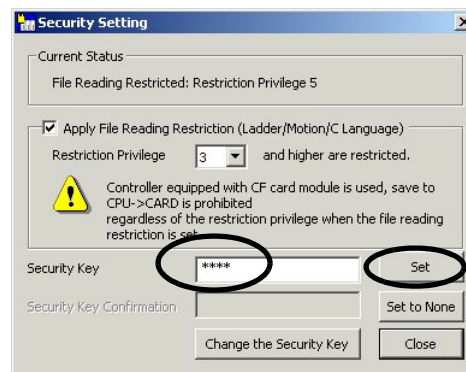 Security Setting
Current Status
File Reading Restricted: Restriction Privilege 5
Apply File Reading Restriction (Ladder/Motion/C Language)
Restriction Privilege 3 and higher are restricted.
Controller equipped with CF card module is used, save to
CPU->CARD is prohibited
regardless of the restriction privilege when the file reading
restriction is set
Security Key **** Set
Security Key Confirmation Set to None
Change the Security Key Close